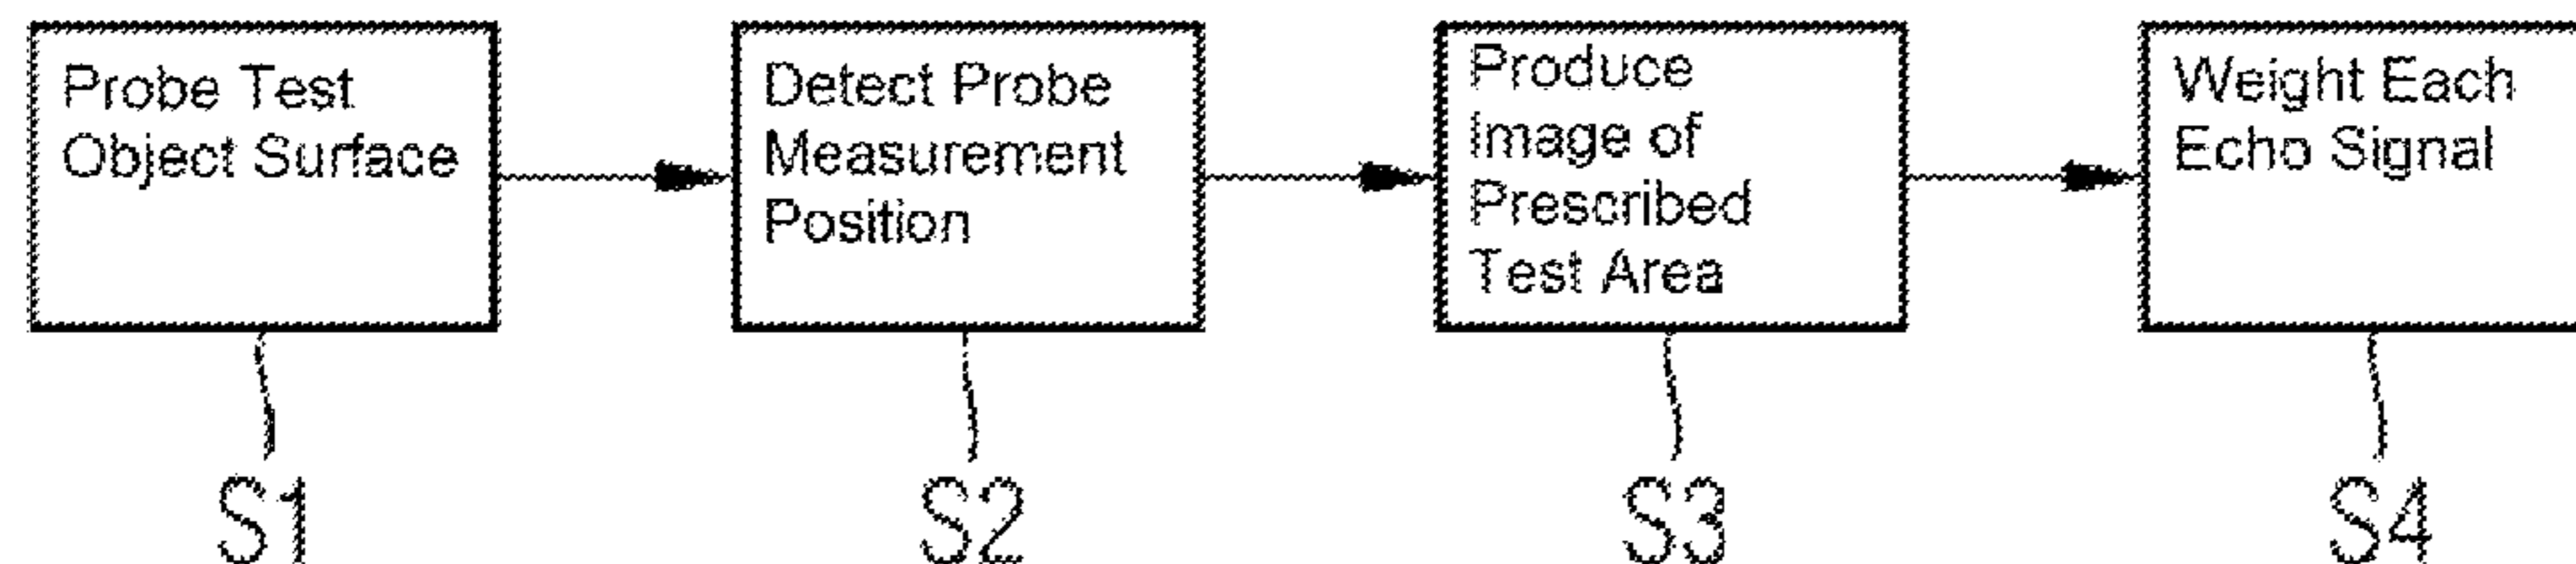 Probe Test
Object Surface
Detect Probe
Measurement
Position
Produce
Image of
Prescribed
Test Area
Weight Each
Echo Signal
S1
S2
S3
S4